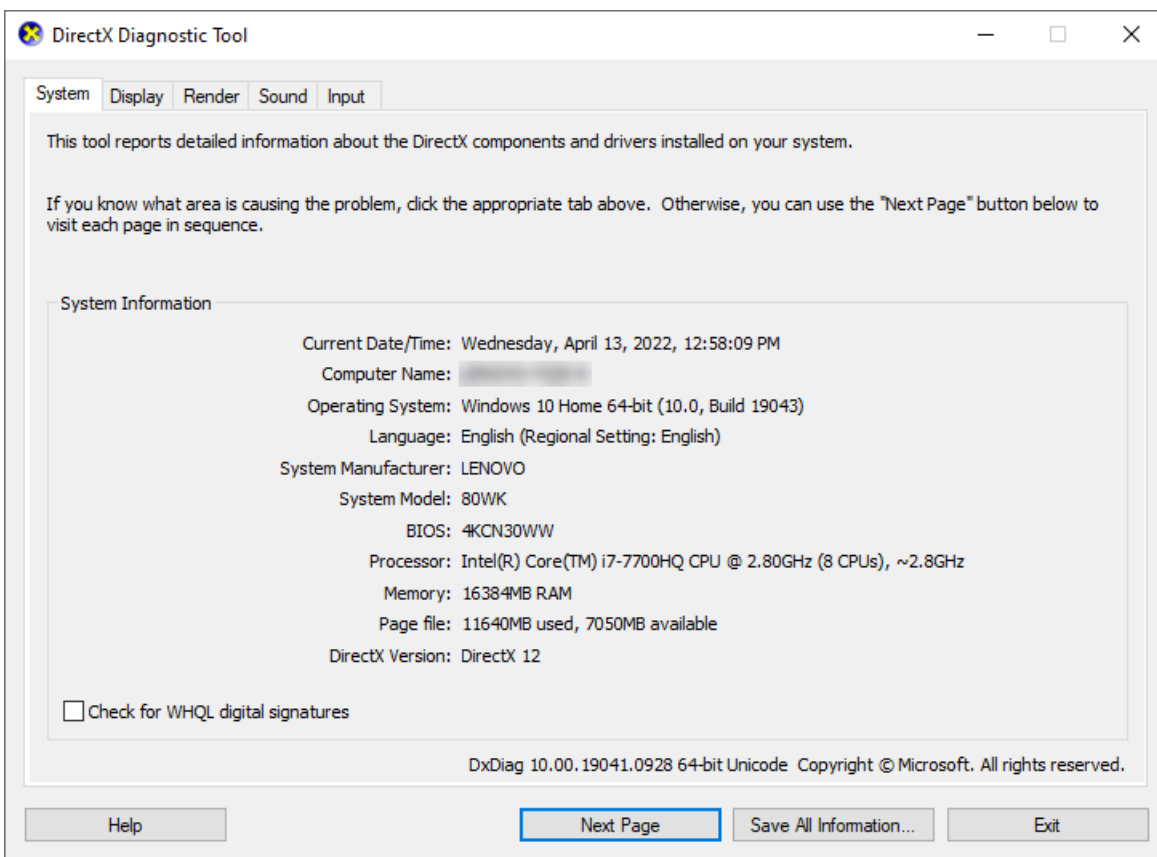 DirectX Diagnostic Tool
System Display Render Sound Input
This tool reports detailed information about the DirectX components and drivers installed on your system.
If you know what area is causing the problem, click the appropriate tab above.  Otherwise, you can use the "Next Page" button below to
visit each page in sequence.
System Information
Current Date/Time: Wednesday, April 13, 2022, 12:58:09 PM
Computer Name:
Operating System: Windows 10 Home 64-bit (10.0, Build 19043)
Language: English (Regional Setting: English)
System Manufacturer: LENOVO
System Model: 80WK
BIOS: 4KCN30WW
Processor: Intel(R) Core(TM) i7-7700HQ CPU @ 2.80GHz (8 CPUs), ~2.8GHz
Memory: 16384MB RAM
Page file: 11640MB used, 7050MB available
DirectX Version: DirectX 12
Check for WHQL digital signatures
DxDiag 10.00.19041.0928 64-bit Unicode  Copyright © Microsoft. All rights reserved.
Help Next Page Save All Information... Exit